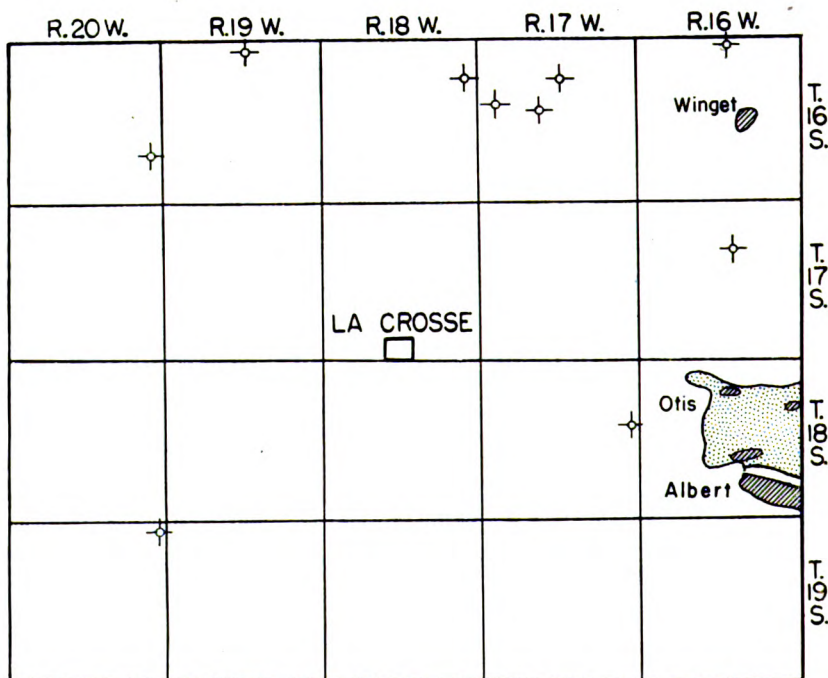 R.20 W. R.19 W. R.18 W. R.17 W. R.16 W.
T. 16 S.
Winget
T. 17 S.
LA CROSSE
Otis
T. 18 S.
Albert
T. 19 S.